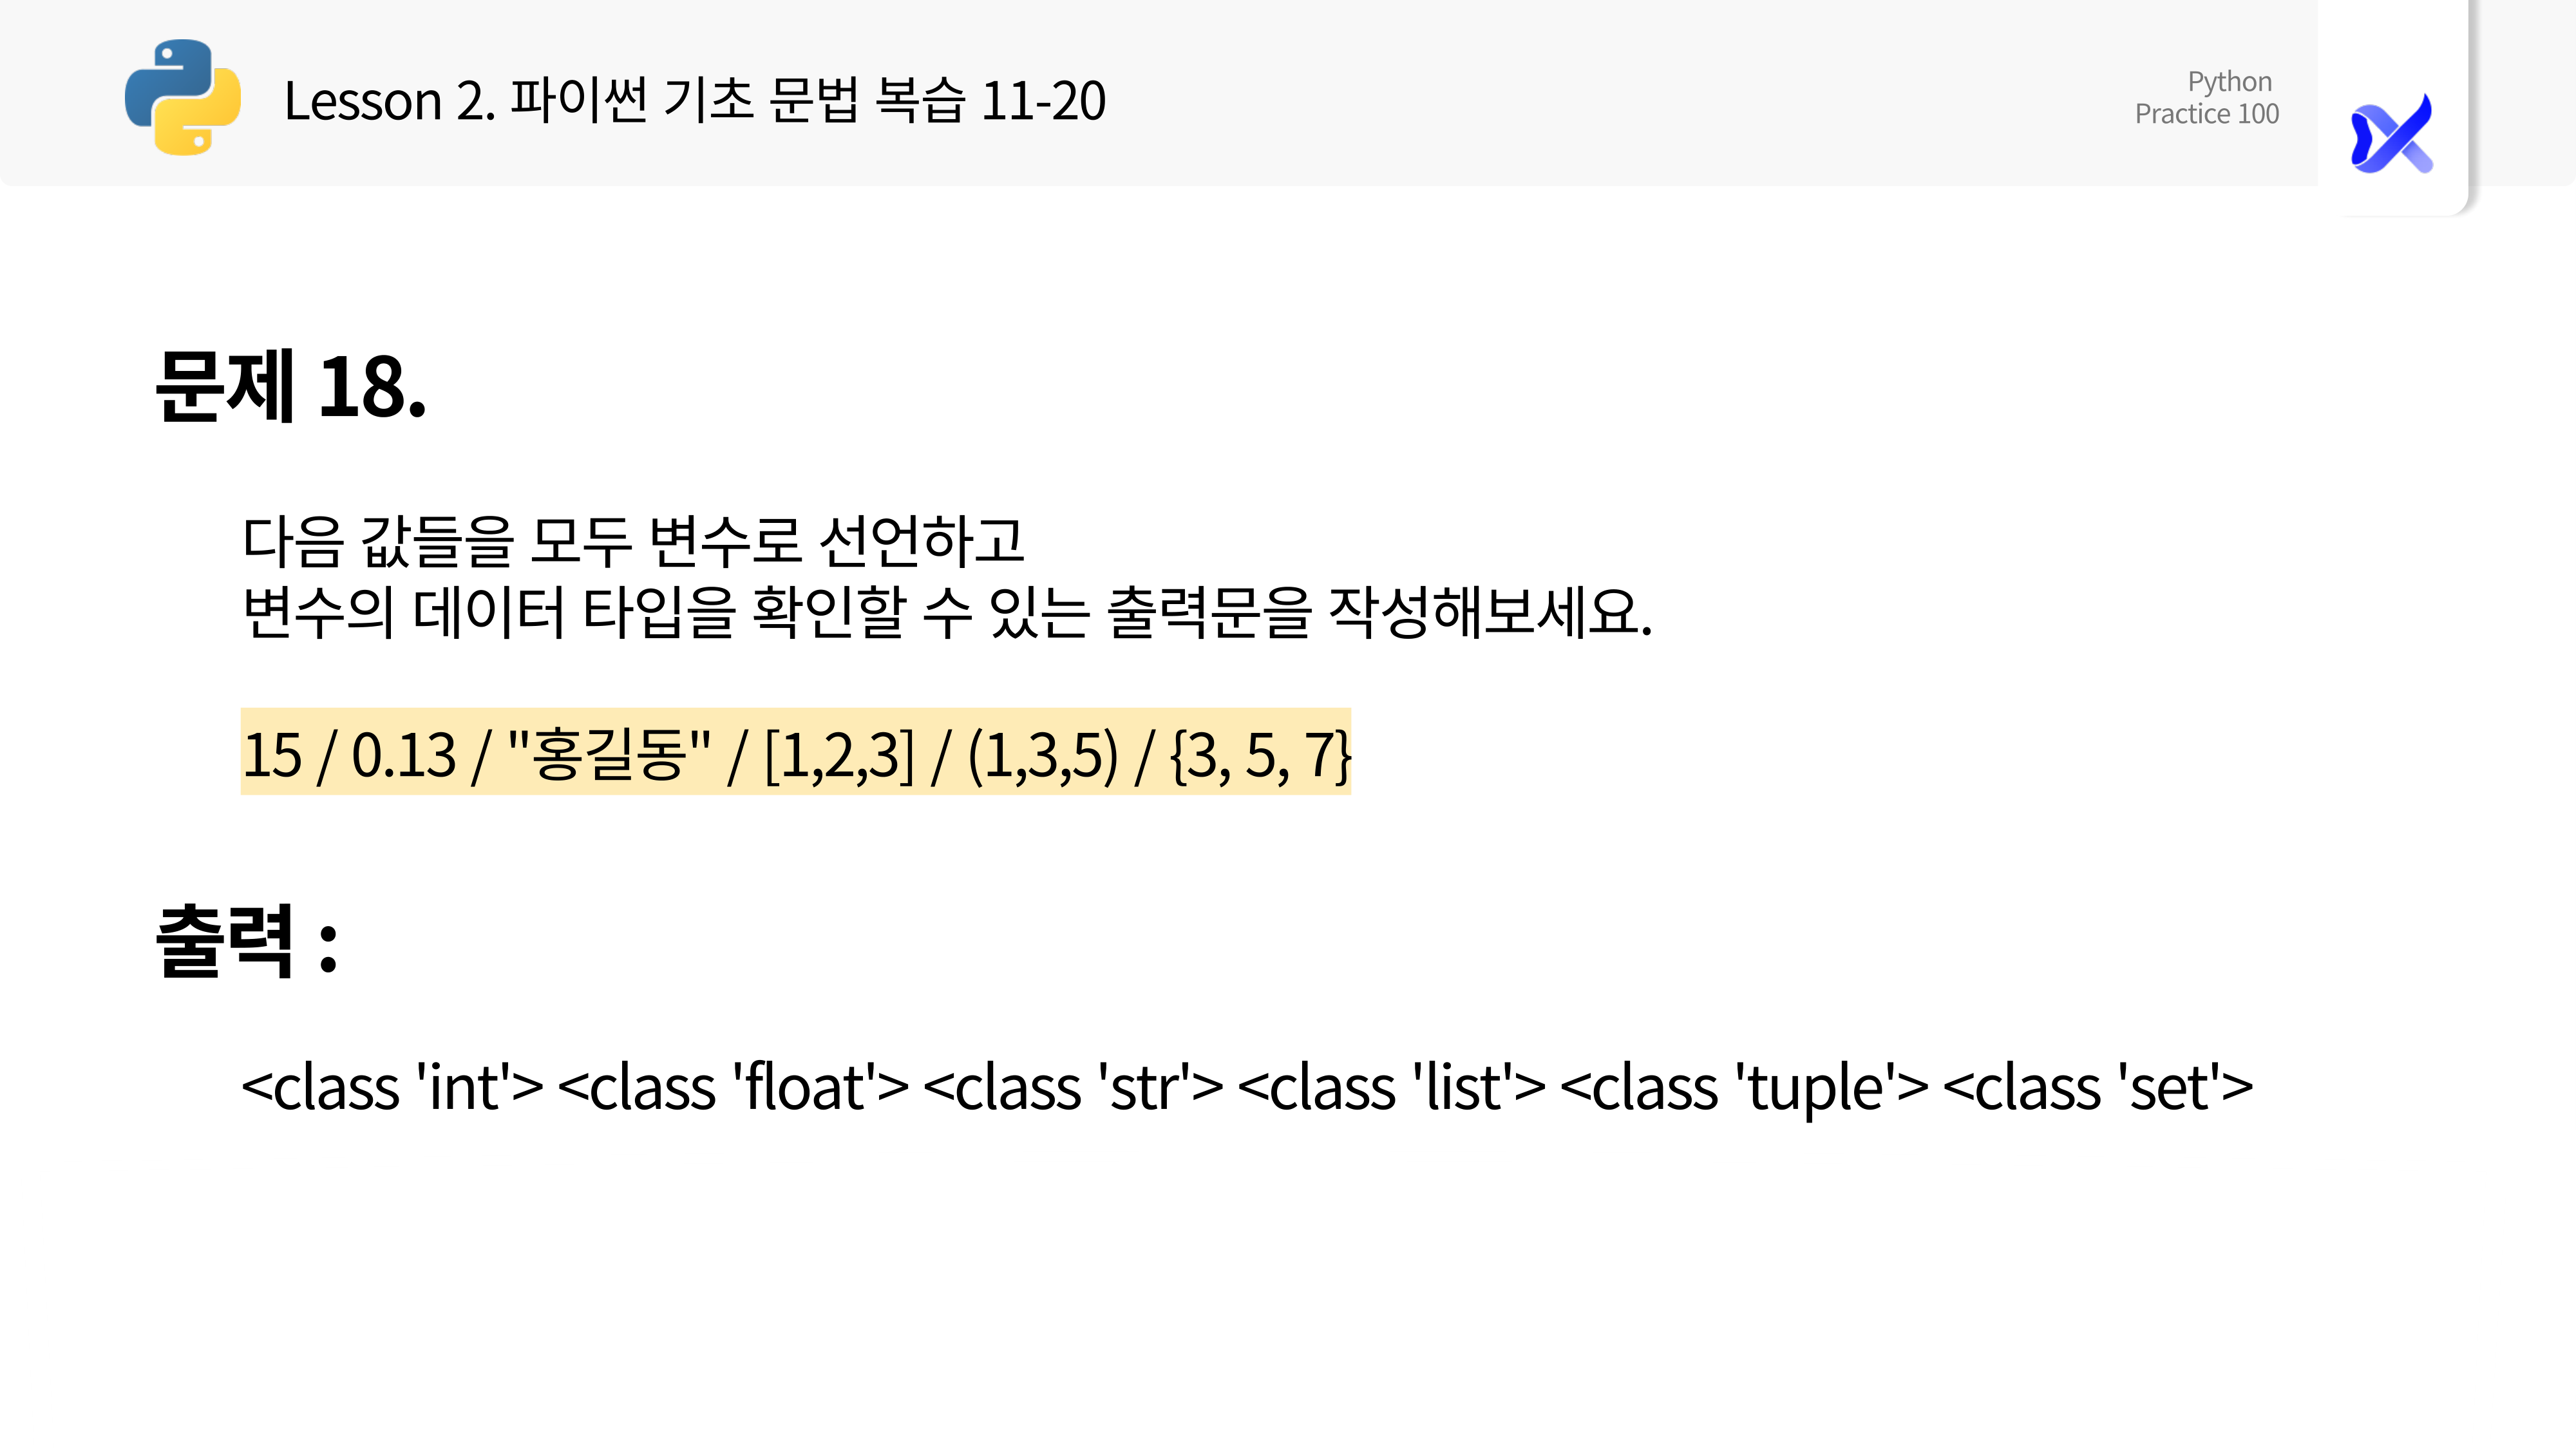 Lesson 2. 파이썬 기초 문법 복습 11-20
Python
Practice 100
문제 18.
다음 값들을 모두 변수로 선언하고
변수의 데이터 타입을 확인할 수 있는 출력문을 작성해보세요.
15 / 0.13 / "홍길동" / [1,2,3] / (1,3,5) / {3, 5, 7}
출력 :
<class 'int'> <class 'float'> <class 'str'> <class 'list'> <class 'tuple'> <class 'set'>